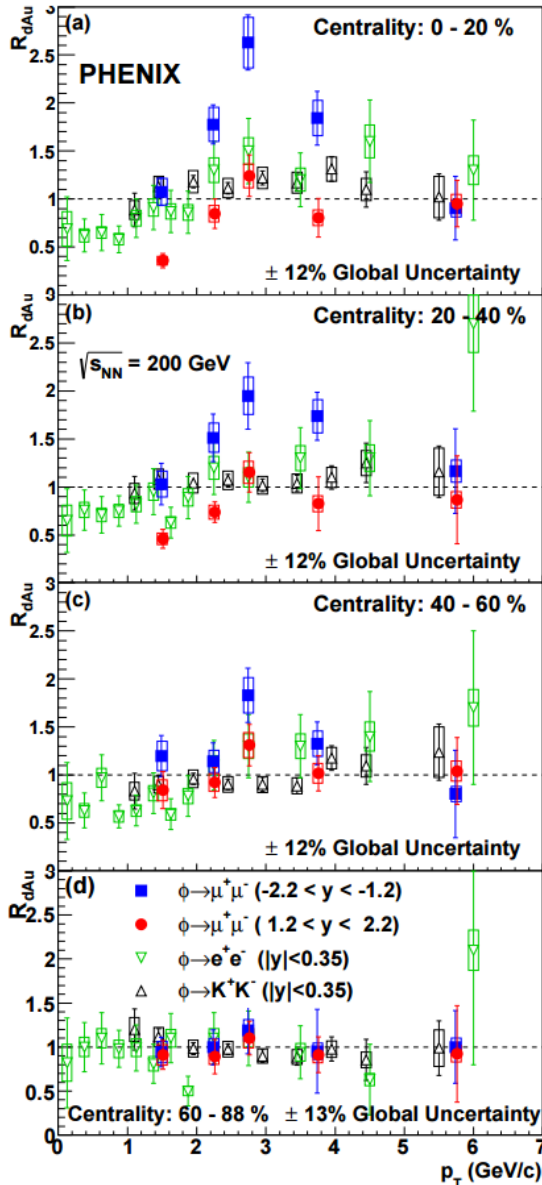 R_dAu
3
(a)
Centrality: 0 - 20 %
2.5
PHENIX
2
1.5
1
0.5
± 12% Global Uncertainty
R_dAu
3
(b)
Centrality: 20 - 40 %
2.5
√s_NN = 200 GeV
2
1.5
1
0.5
± 12% Global Uncertainty
R_dAu
3
(c)
Centrality: 40 - 60 %
2.5
2
1.5
1
0.5
± 12% Global Uncertainty
R_dAu
3
(d)
ϕ→μ⁺μ⁻ (-2.2 < y < -1.2)
2.5
ϕ→μ⁺μ⁻ ( 1.2 < y < 2.2)
2
ϕ→e⁺e⁻ (|y|<0.35)
1.5
ϕ→K⁺K⁻ (|y|<0.35)
1
0.5
Centrality: 60 - 88 % ± 13% Global Uncertainty
0
0 1 2 3 4 5 6 7
p_T (GeV/c)